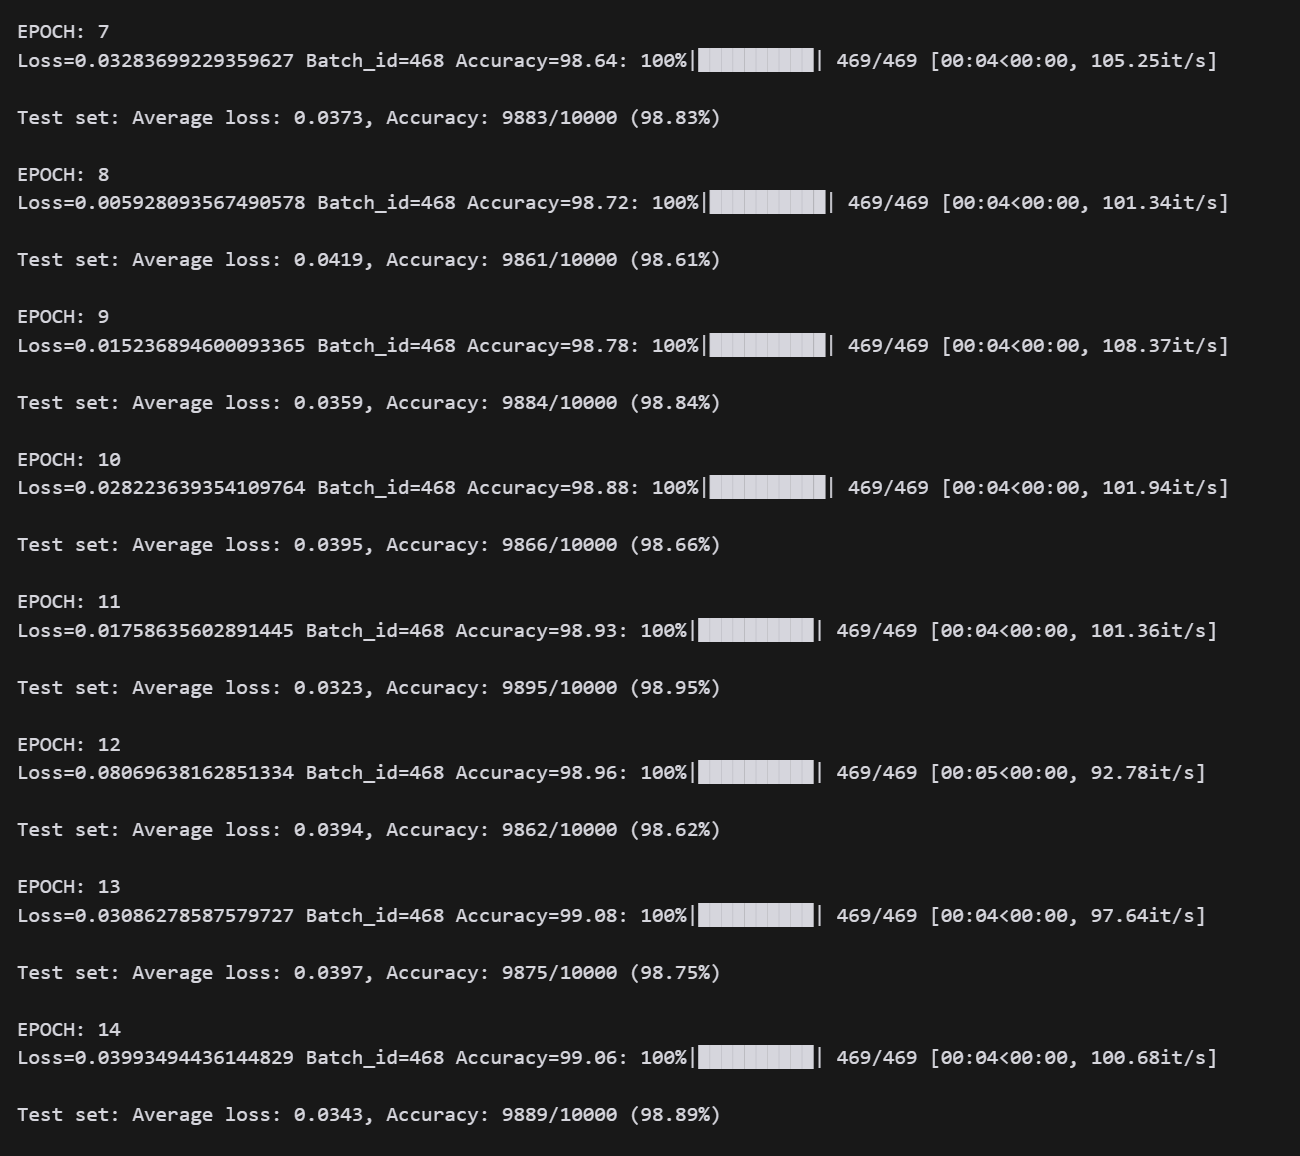 EPOCH: 7
Loss=0.03283699229359627 Batch_id=468 Accuracy=98.64: 100%|██████████| 469/469 [00:04<00:00, 105.25it/s]
Test set: Average loss: 0.0373, Accuracy: 9883/10000 (98.83%)
EPOCH: 8
Loss=0.005928093567490578 Batch_id=468 Accuracy=98.72: 100%|██████████| 469/469 [00:04<00:00, 101.34it/s]
Test set: Average loss: 0.0419, Accuracy: 9861/10000 (98.61%)
EPOCH: 9
Loss=0.015236894600093365 Batch_id=468 Accuracy=98.78: 100%|██████████| 469/469 [00:04<00:00, 108.37it/s]
Test set: Average loss: 0.0359, Accuracy: 9884/10000 (98.84%)
EPOCH: 10
Loss=0.028223639354109764 Batch_id=468 Accuracy=98.88: 100%|██████████| 469/469 [00:04<00:00, 101.94it/s]
Test set: Average loss: 0.0395, Accuracy: 9866/10000 (98.66%)
EPOCH: 11
Loss=0.01758635602891445 Batch_id=468 Accuracy=98.93: 100%|██████████| 469/469 [00:04<00:00, 101.36it/s]
Test set: Average loss: 0.0323, Accuracy: 9895/10000 (98.95%)
EPOCH: 12
Loss=0.08069638162851334 Batch_id=468 Accuracy=98.96: 100%|██████████| 469/469 [00:05<00:00, 92.78it/s]
Test set: Average loss: 0.0394, Accuracy: 9862/10000 (98.62%)
EPOCH: 13
Loss=0.03086278587579727 Batch_id=468 Accuracy=99.08: 100%|██████████| 469/469 [00:04<00:00, 97.64it/s]
Test set: Average loss: 0.0397, Accuracy: 9875/10000 (98.75%)
EPOCH: 14
Loss=0.03993494436144829 Batch_id=468 Accuracy=99.06: 100%|██████████| 469/469 [00:04<00:00, 100.68it/s]
Test set: Average loss: 0.0343, Accuracy: 9889/10000 (98.89%)